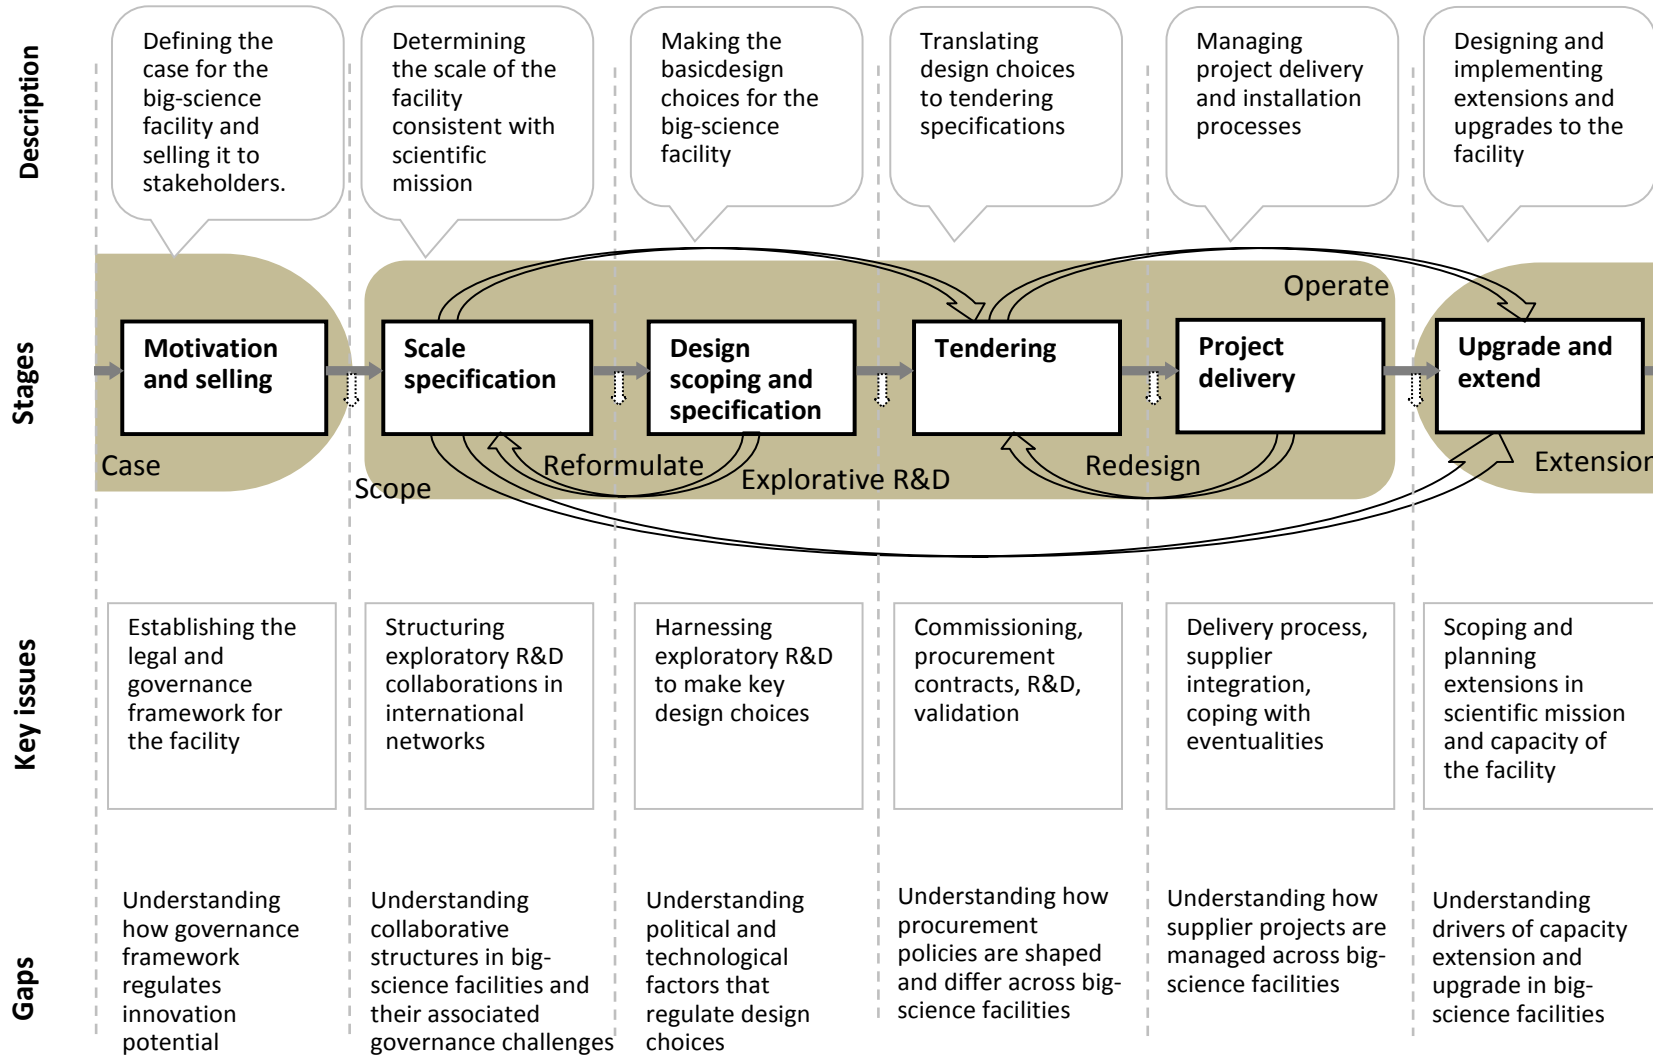 Description
Defining the
case for the
big-science
facility and
selling it to
stakeholders.
Determining
the scale of the
facility
consistent with
scientific
mission
Making the
basicdesign
choices for the
big-science
facility
Translating
design choices
to tendering
specifications
Managing
project delivery
and installation
processes
Designing and
implementing
extensions and
upgrades to the
facility
Stages
Motivation
and selling
Scale
specification
Design
scoping and
specification
Tendering
Project
delivery
Upgrade and
extend
Operate
Case
Scope
Reformulate
Explorative R&D
Redesign
Extension
Key issues
Establishing the
legal and
governance
framework for
the facility
Structuring
exploratory R&D
collaborations in
international
networks
Harnessing
exploratory R&D
to make key
design choices
Commissioning,
procurement
contracts, R&D,
validation
Delivery process,
supplier
integration,
coping with
eventualities
Scoping and
planning
extensions in
scientific mission
and capacity of
the facility
Gaps
Understanding
how governance
framework
regulates
innovation
potential
Understanding
collaborative
structures in big-
science facilities and
their associated
governance challenges
Understanding
political and
technological
factors that
regulate design
choices
Understanding how
procurement
policies are shaped
and differ across big-
science facilities
Understanding how
supplier projects are
managed across big-
science facilities
Understanding
drivers of capacity
extension and
upgrade in big-
science facilities